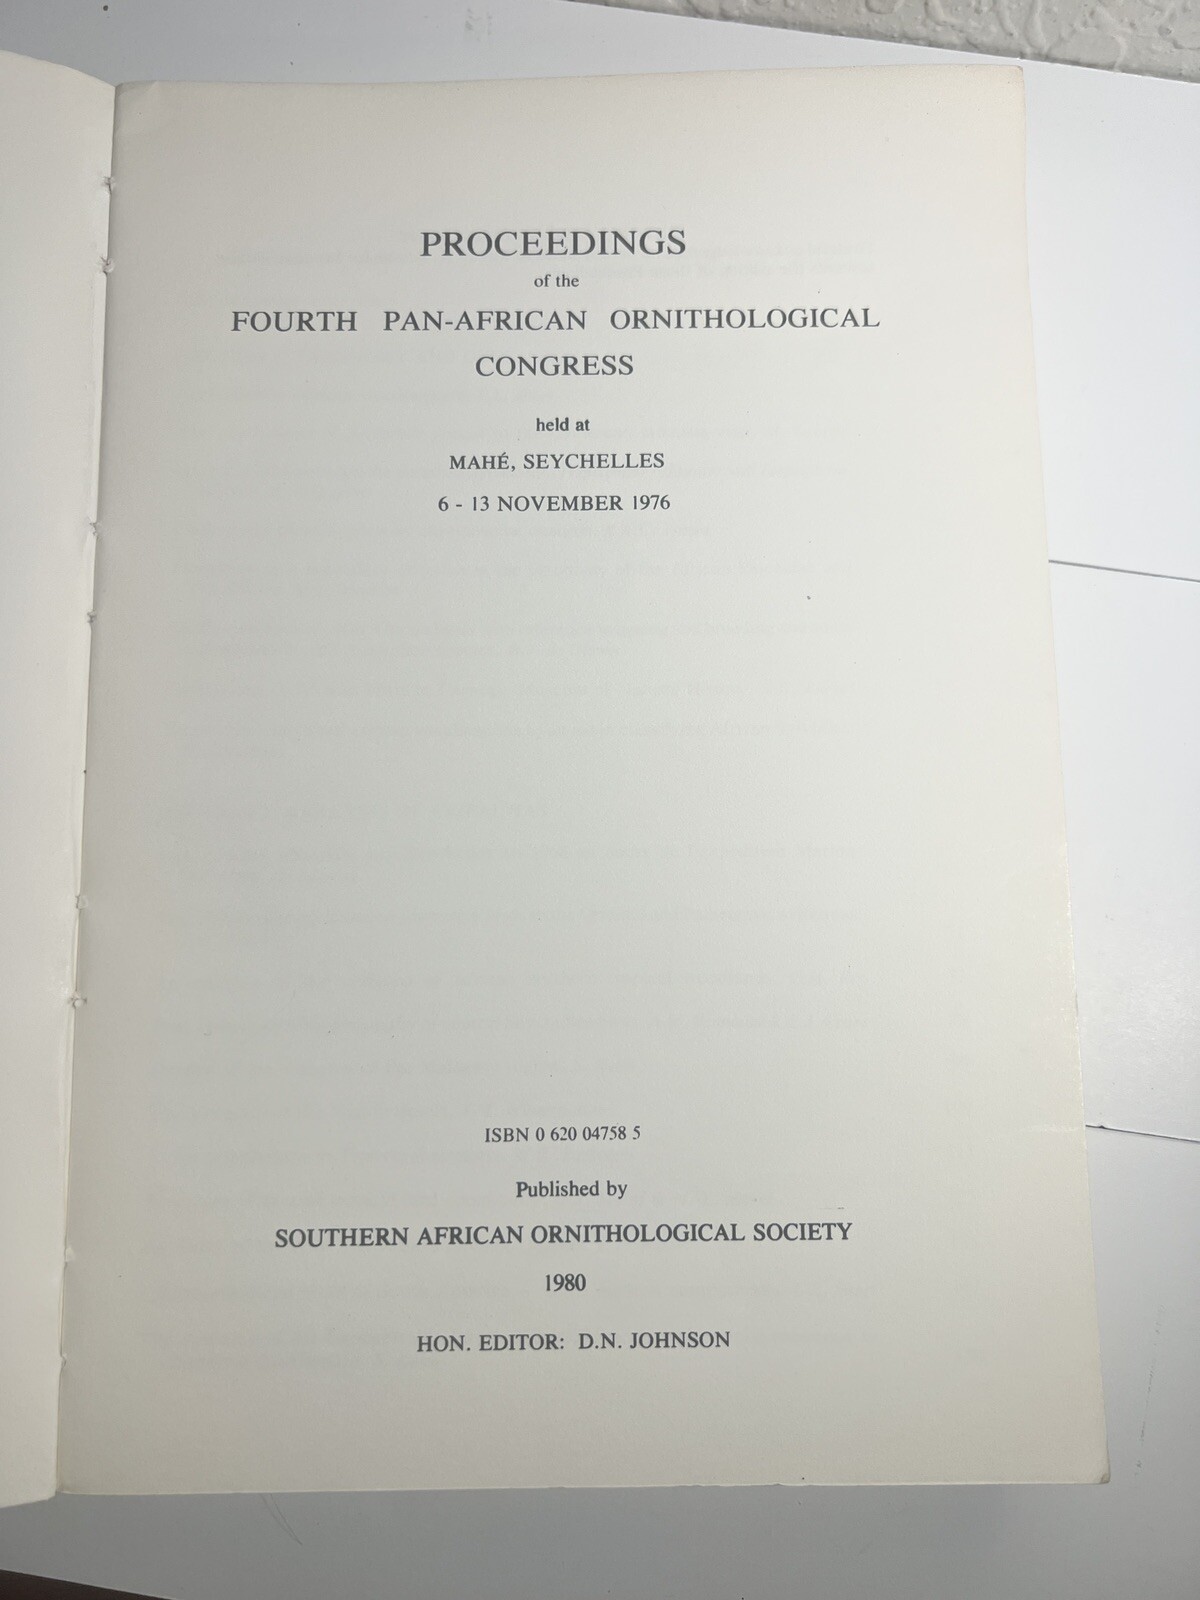 PROCEEDINGS
of the
FOURTH PAN-AFRICAN ORNITHOLOGICAL
CONGRESS
held at
MAHÉ, SEYCHELLES
6 - 13 NOVEMBER 1976
ISBN 0 620 04758 5
Published by
SOUTHERN AFRICAN ORNITHOLOGICAL SOCIETY
1980
HON. EDITOR: D.N. JOHNSON